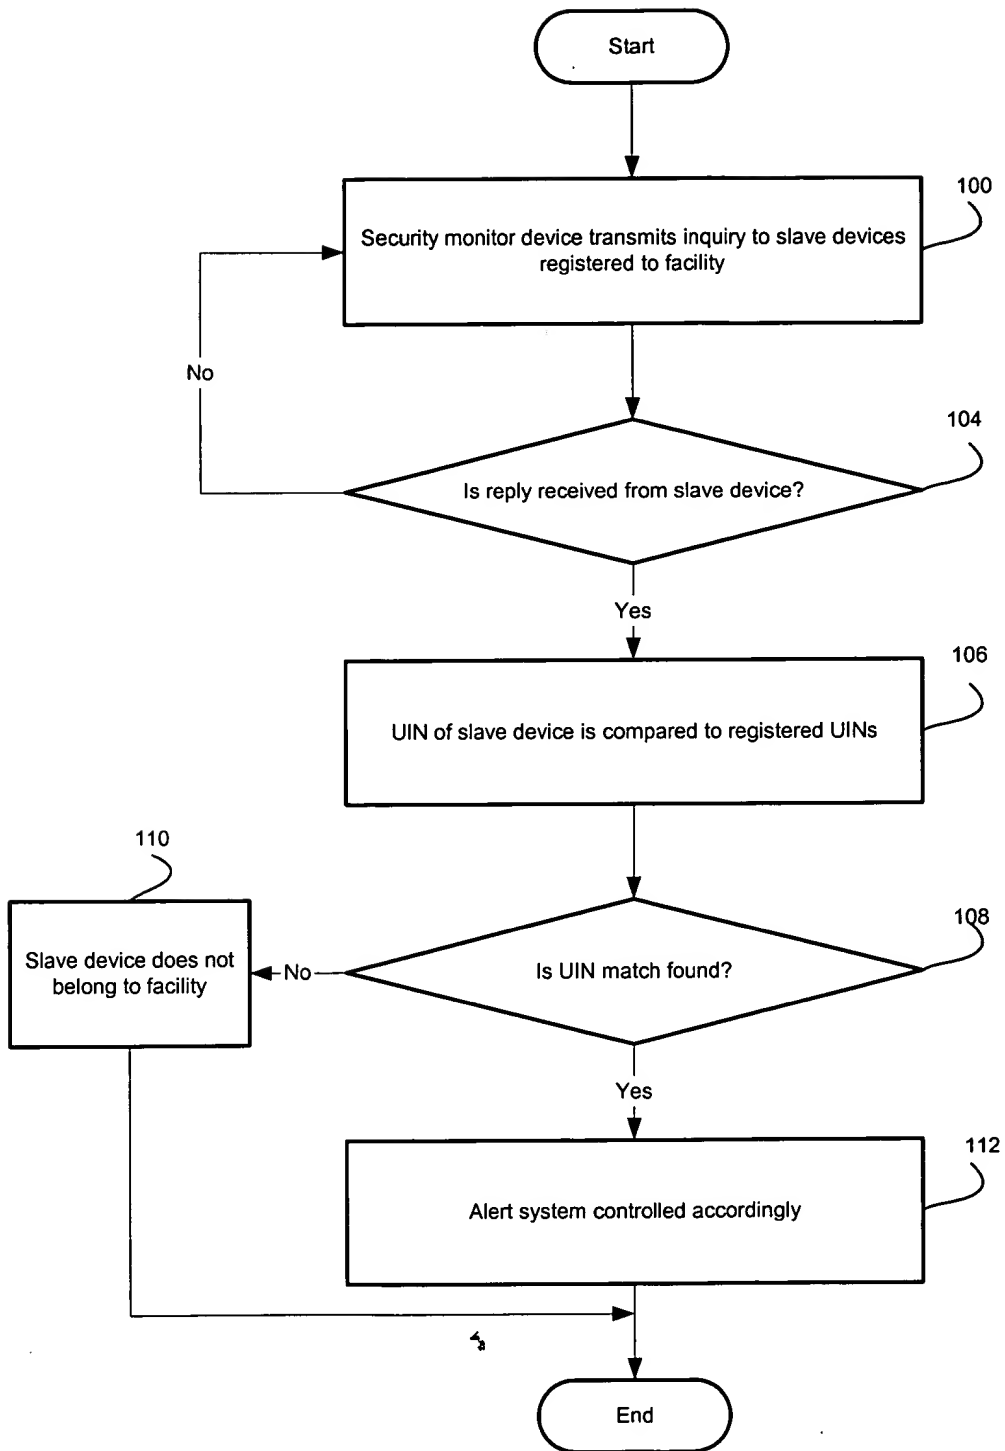 Start
100
Security monitor device transmits inquiry to slave devices
registered to facility
No
104
Is reply received from slave device?
Yes
106
UIN of slave device is compared to registered UINs
110
Slave device does not
belong to facility
No
108
Is UIN match found?
Yes
112
Alert system controlled accordingly
End